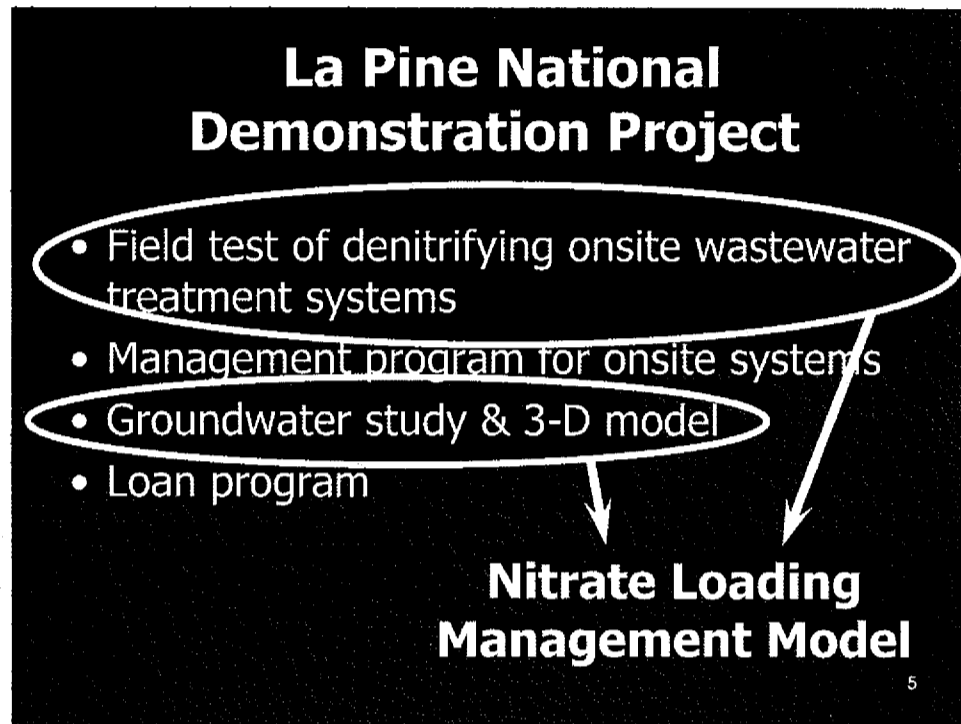 La Pine National
Demonstration Project
• Field test of denitrifying onsite wastewater
treatment systems
• Management program for onsite systems
• Groundwater study & 3-D model
• Loan program
Nitrate Loading
Management Model
5